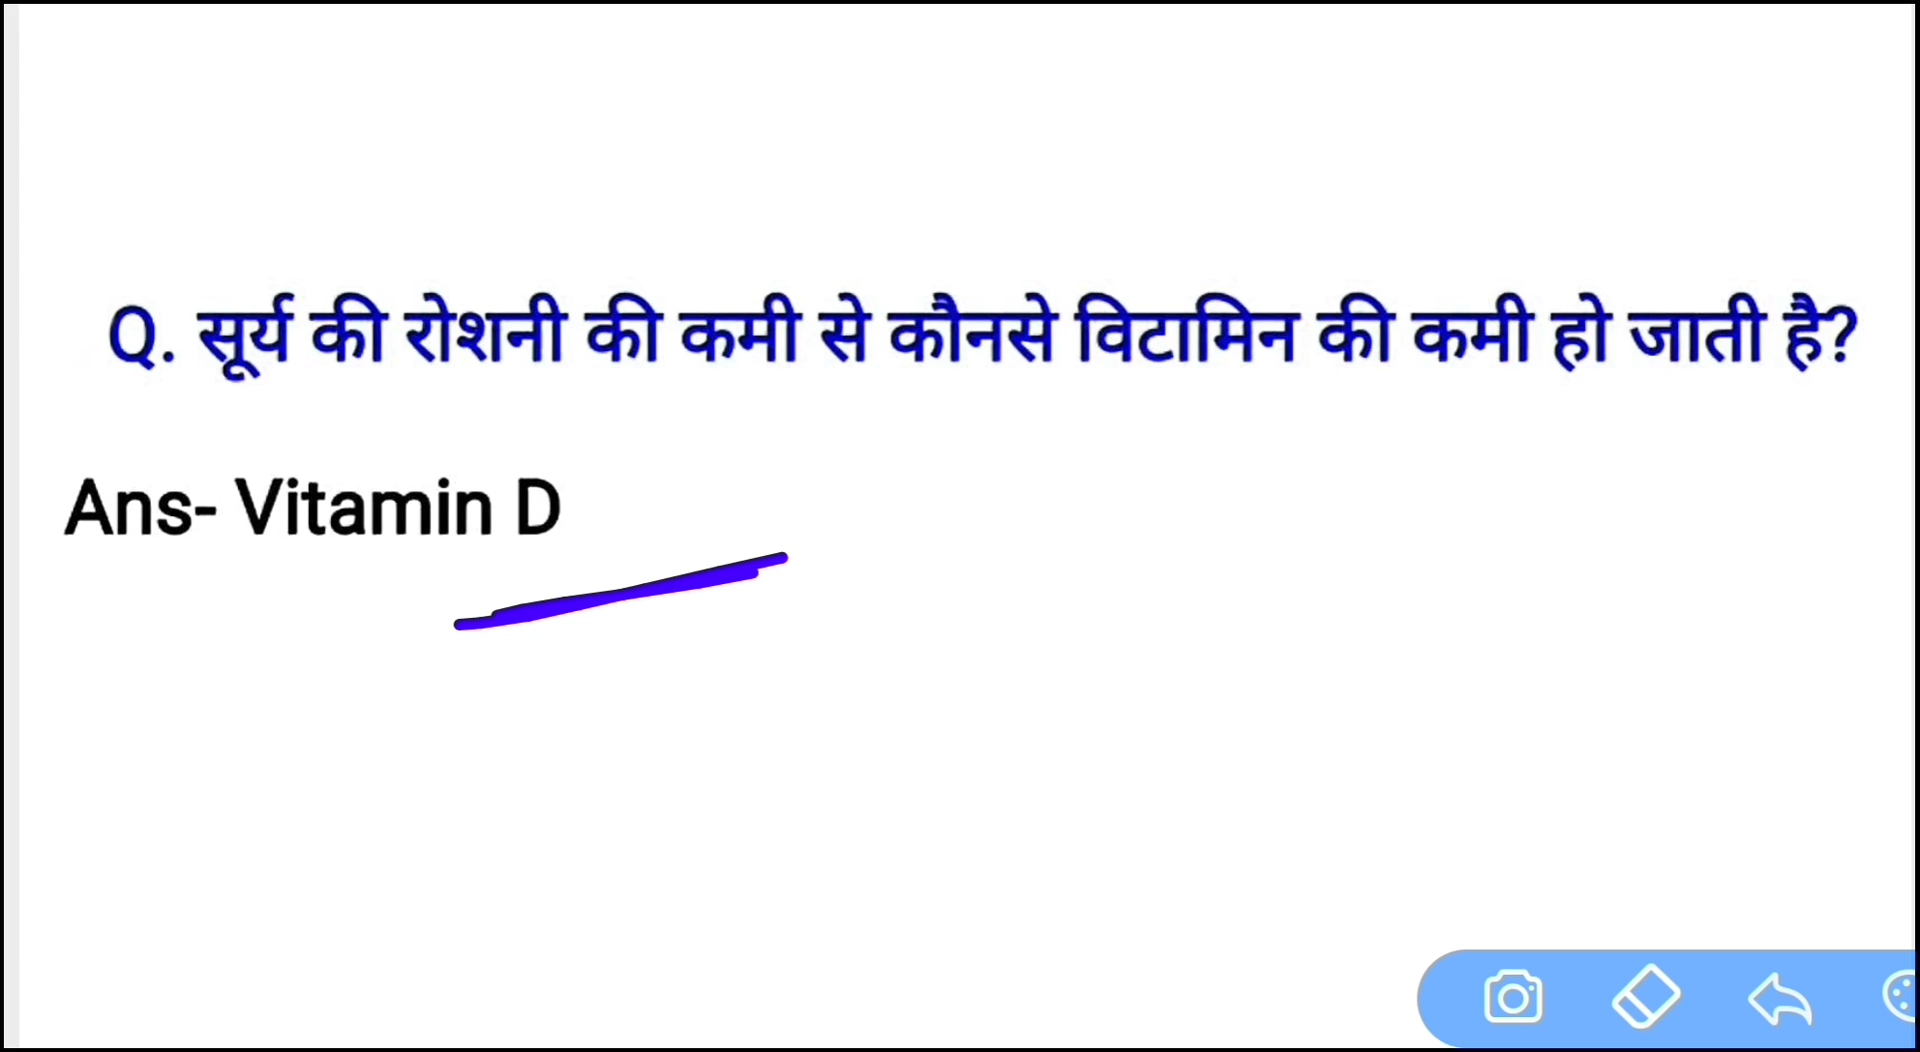 Q. सूर्य की रोशनी की कमी से कौनसे विटामिन की कमी हो जाती है?
Ans- Vitamin D